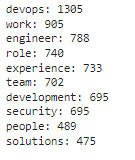 devops: 1305
work: 905
engineer: 788
role: 740
experience: 733
team: 702
development: 695
security: 695
people: 489
solutions: 475